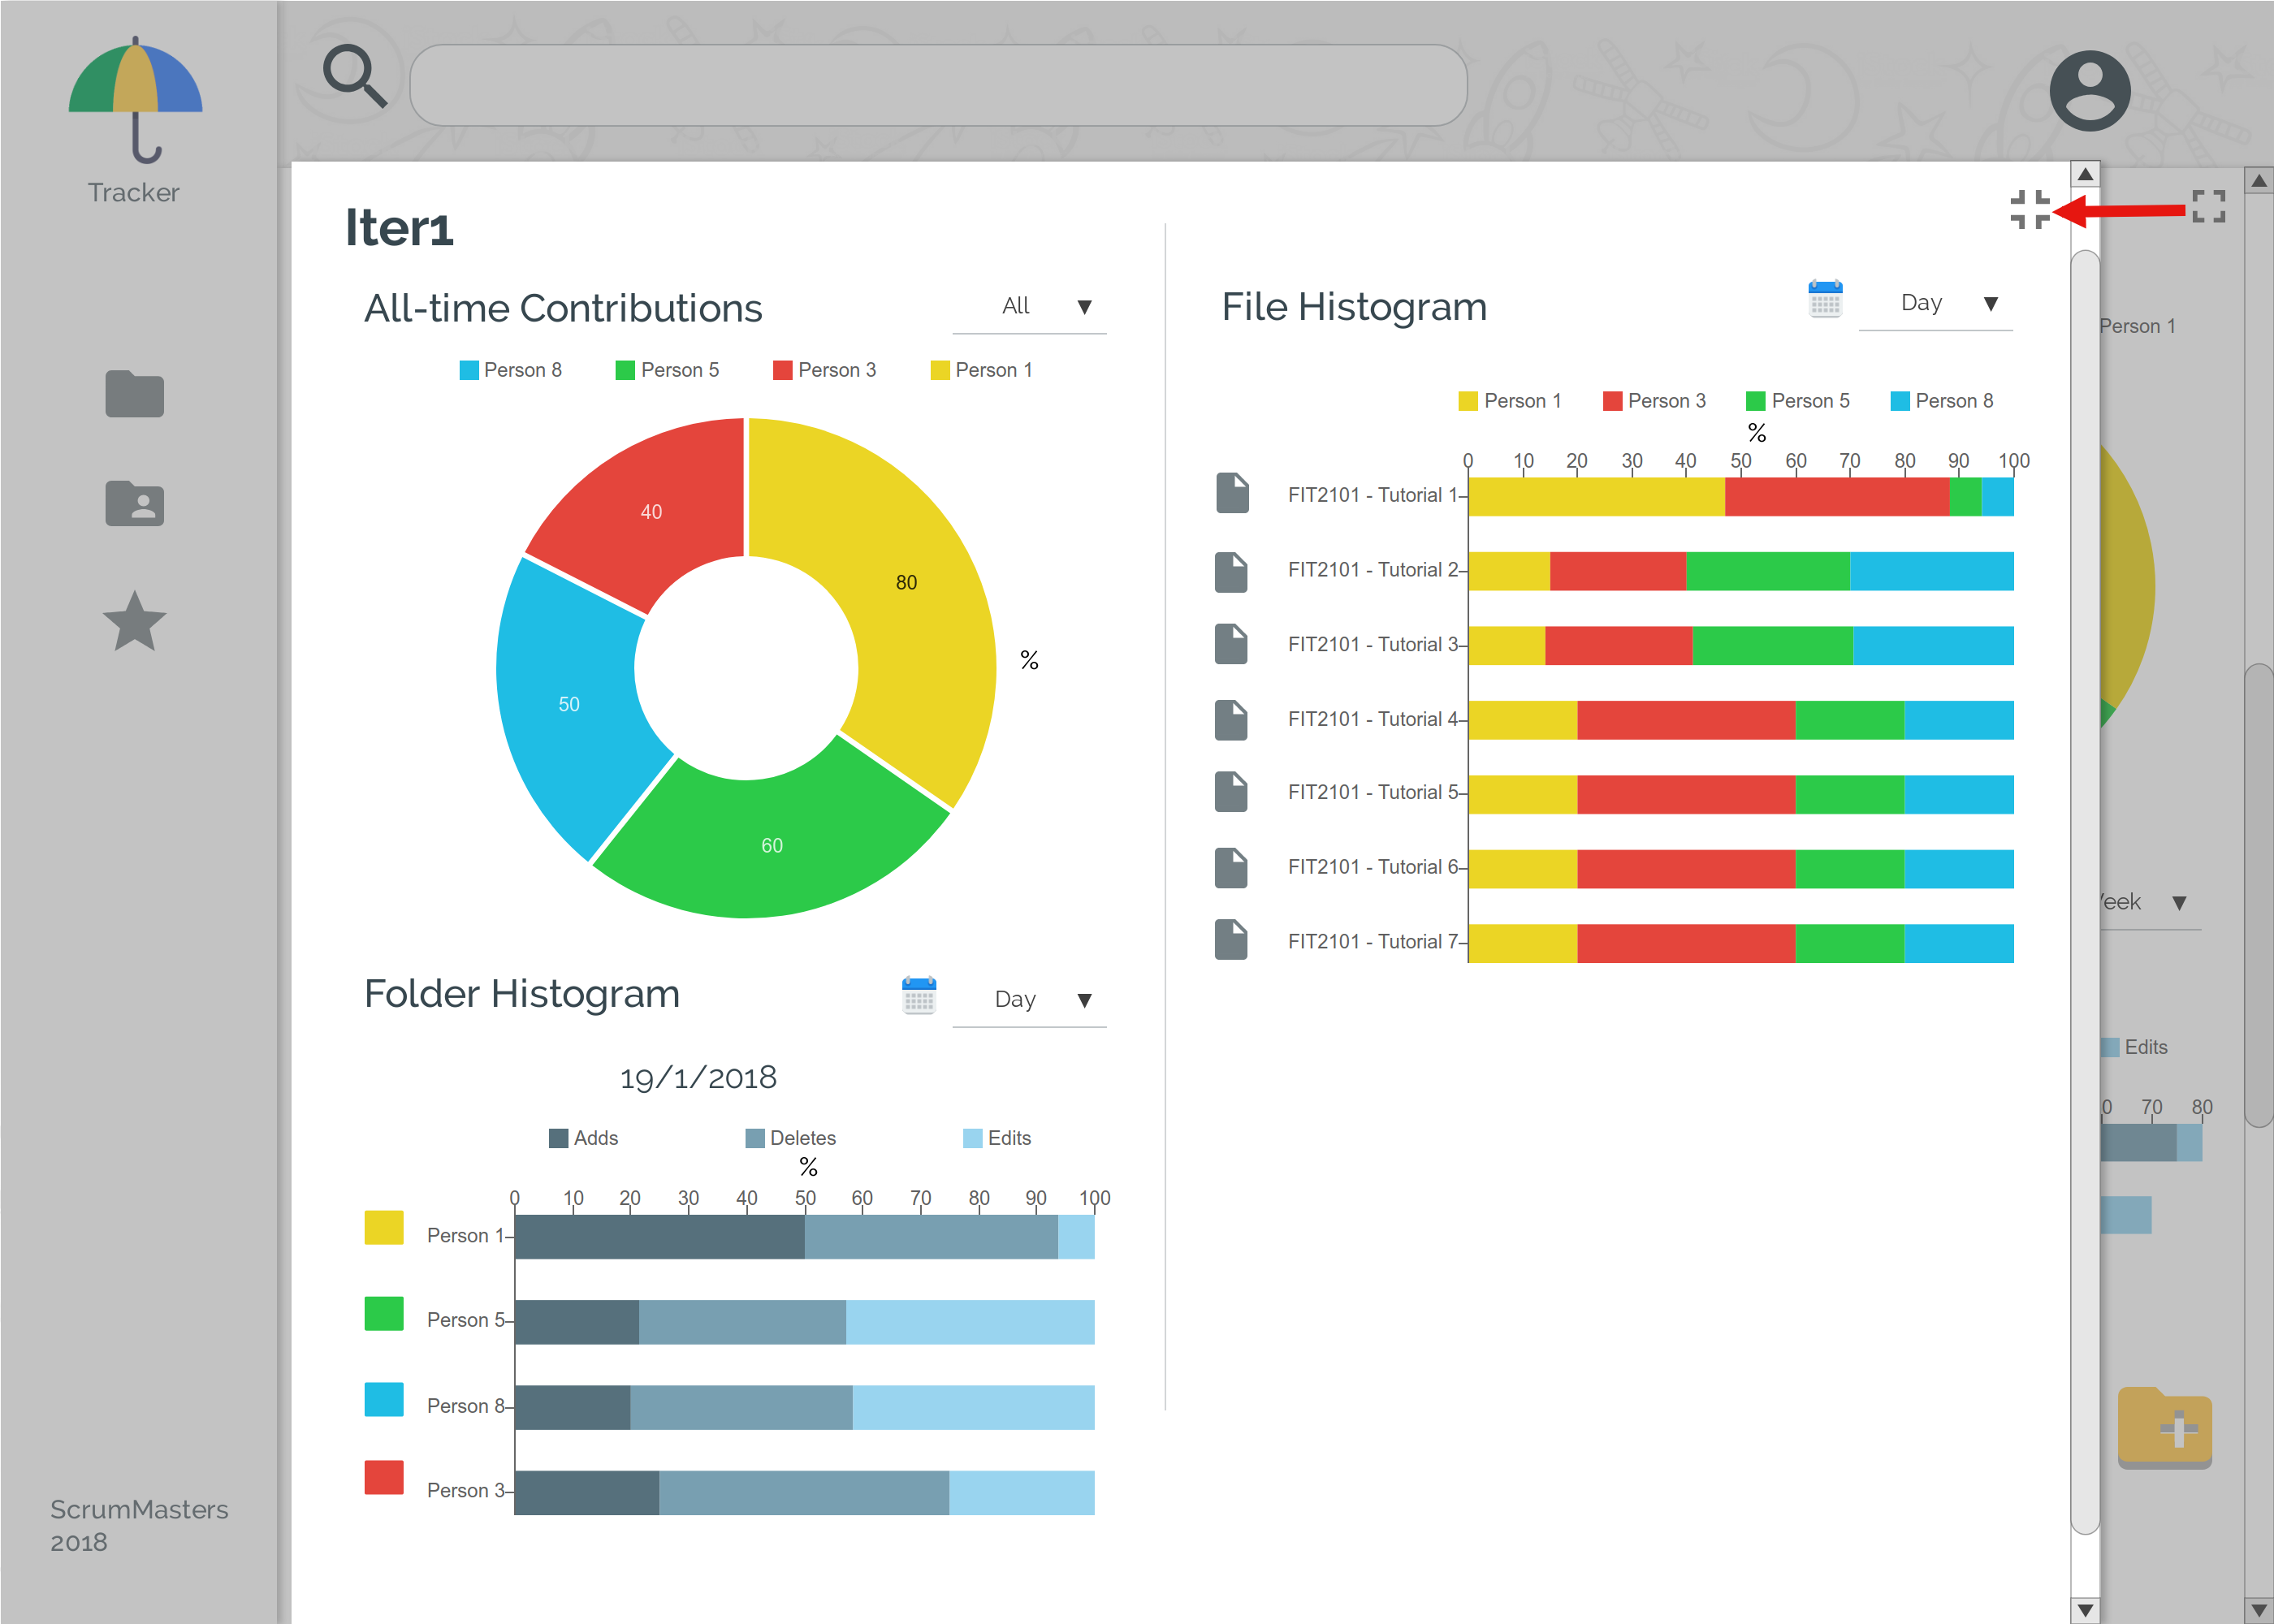 Tracker
ScrumMasters
2018
Iter1
All-time Contributions
All
Person 8 Person 5 Person 3 Person 1
40
80
50
60
%
Folder Histogram
Day
19/1/2018
Adds Deletes Edits
%
0 10 20 30 40 50 60 70 80 90 100
Person 1
Person 5
Person 8
Person 3
File Histogram
Day
Person 1 Person 3 Person 5 Person 8
%
0 10 20 30 40 50 60 70 80 90 100
FIT2101 - Tutorial 1
FIT2101 - Tutorial 2
FIT2101 - Tutorial 3
FIT2101 - Tutorial 4
FIT2101 - Tutorial 5
FIT2101 - Tutorial 6
FIT2101 - Tutorial 7
Person 1
eek
Edits
0 70 80